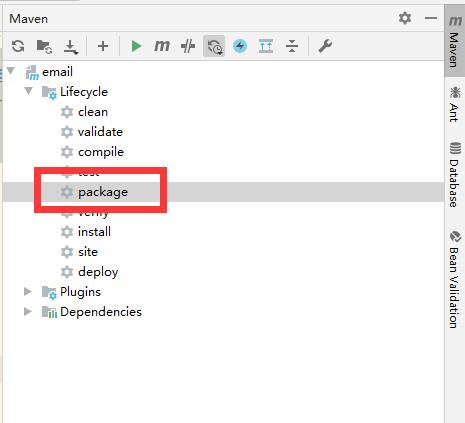 Maven
email
Lifecycle
clean
validate
compile
test
package
verify
install
site
deploy
Plugins
Dependencies
m
Maven
Ant
Database
Bean Validation